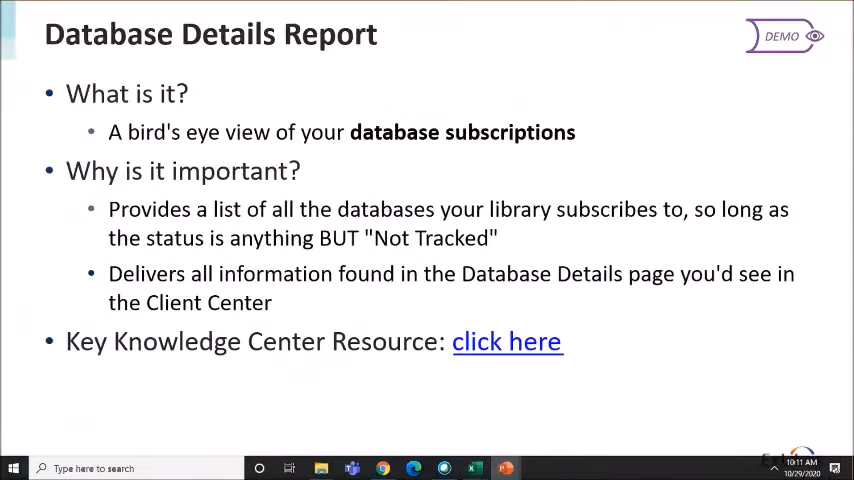 Database Details Report
DEMO
• What is it?
• A bird's eye view of your database subscriptions
• Why is it important?
• Provides a list of all the databases your library subscribes to, so long as
the status is anything BUT "Not Tracked"
• Delivers all information found in the Database Details page you'd see in
the Client Center
• Key Knowledge Center Resource: click here
Type here to search
10:11 AM
10/29/2020